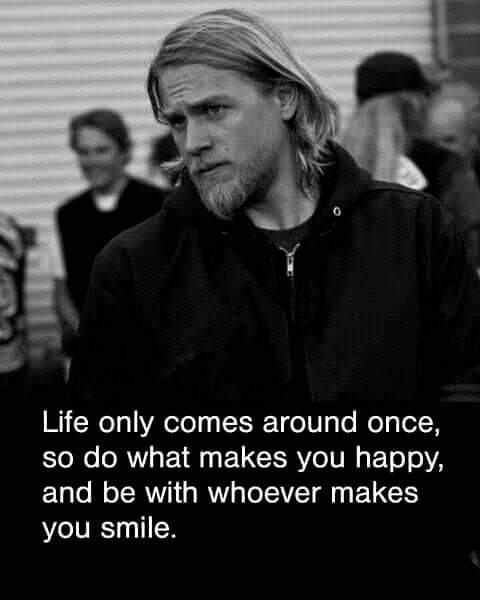 Life only comes around once,
so do what makes you happy,
and be with whoever makes
you smile.